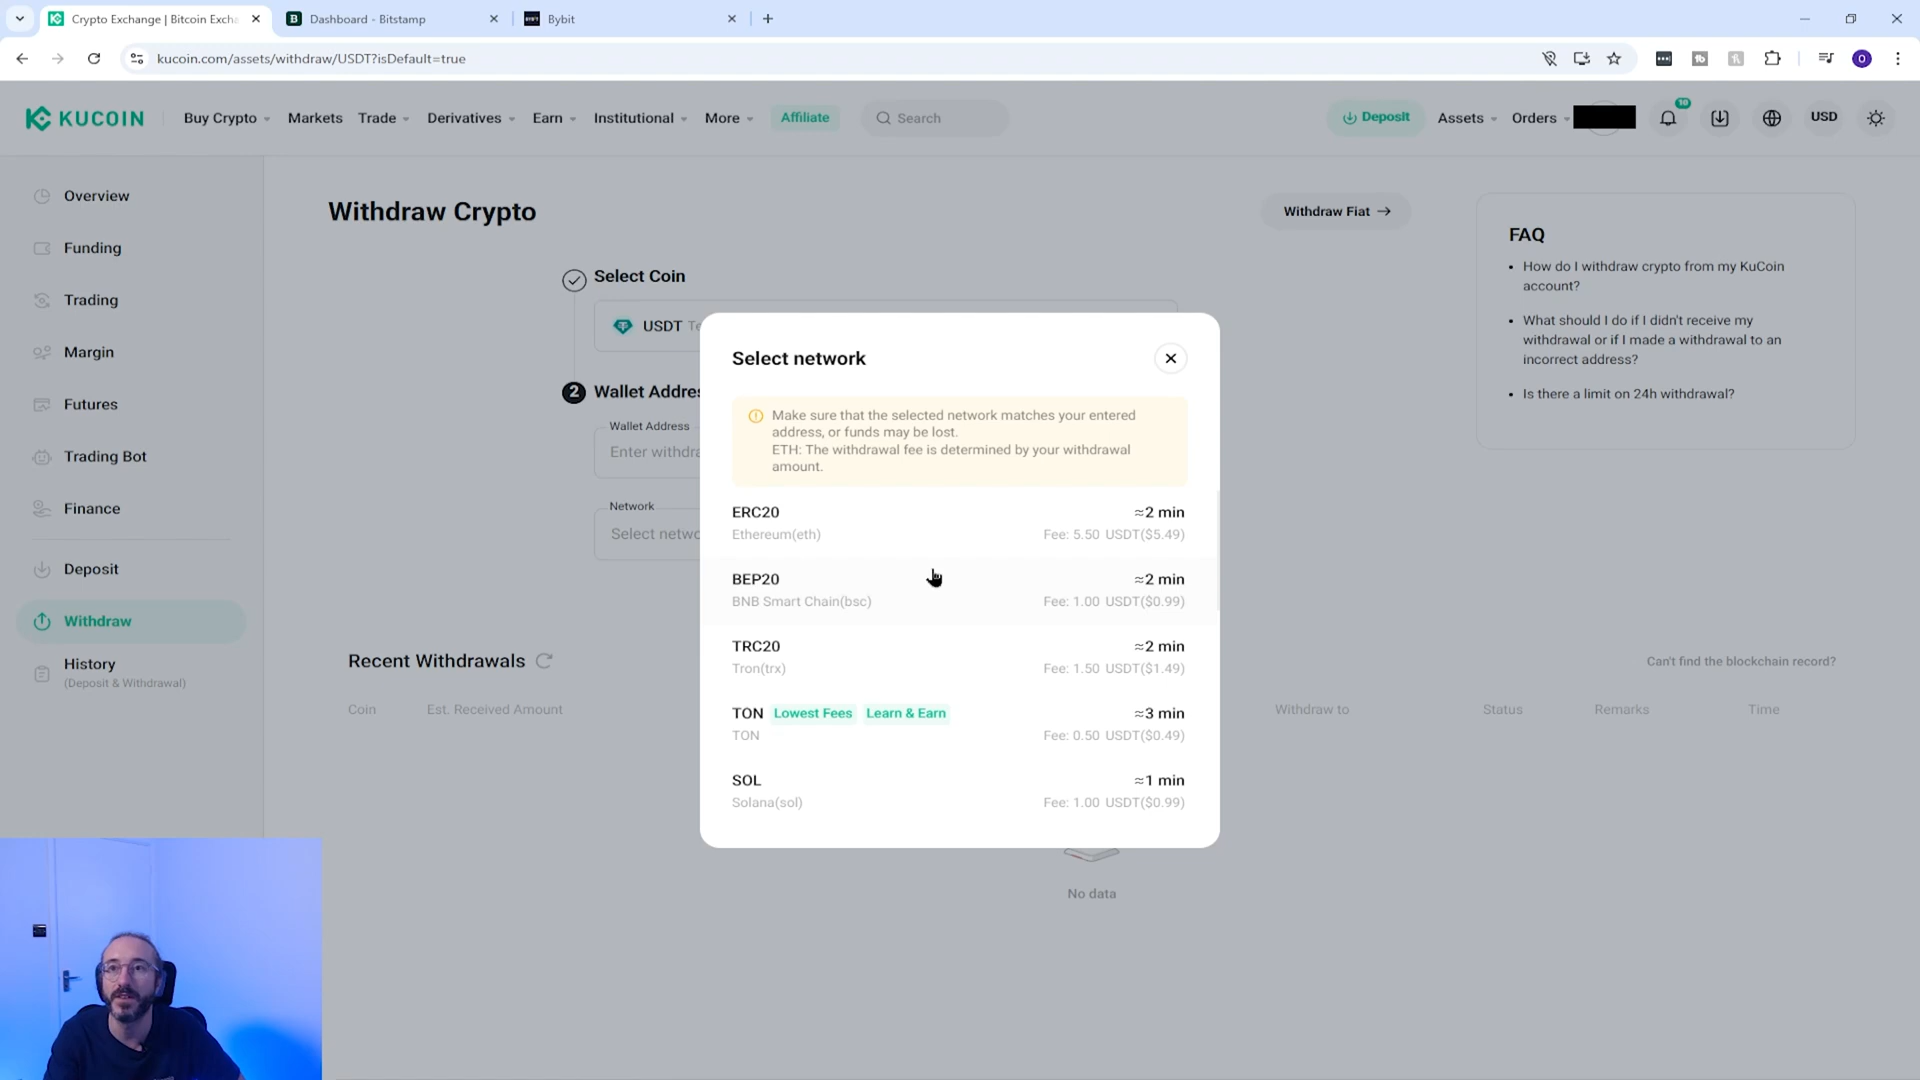 Crypto Exchange | Bitcoin Excha
Dashboard - Bitstamp
Bybit
kucoin.com/assets/withdraw/USDT?isDefault=true
KUCOIN
Buy Crypto
Markets
Trade
Derivatives
Earn
Institutional
More
Affiliate
Search
Deposit
Assets
Orders
10
USD
Overview
Funding
Trading
Margin
Futures
Trading Bot
Finance
Deposit
Withdraw
History
(Deposit & Withdrawal)
Withdraw Crypto
Withdraw Fiat →
Select Coin
USDT Te
2 Wallet Addres
Wallet Address
Enter withdra
Network
Select netwo
FAQ
• How do I withdraw crypto from my KuCoin
account?
• What should I do if I didn't receive my
withdrawal or if I made a withdrawal to an
incorrect address?
• Is there a limit on 24h withdrawal?
Select network
Make sure that the selected network matches your entered
address, or funds may be lost.
ETH: The withdrawal fee is determined by your withdrawal
amount.
ERC20 ≈2 min
Ethereum(eth) Fee: 5.50 USDT($5.49)
BEP20 ≈2 min
BNB Smart Chain(bsc) Fee: 1.00 USDT($0.99)
TRC20 ≈2 min
Tron(trx) Fee: 1.50 USDT($1.49)
TON Lowest Fees Learn & Earn ≈3 min
TON Fee: 0.50 USDT($0.49)
SOL ≈1 min
Solana(sol) Fee: 1.00 USDT($0.99)
Recent Withdrawals
Can't find the blockchain record?
Coin Est. Received Amount Withdraw to Status Remarks Time
No data